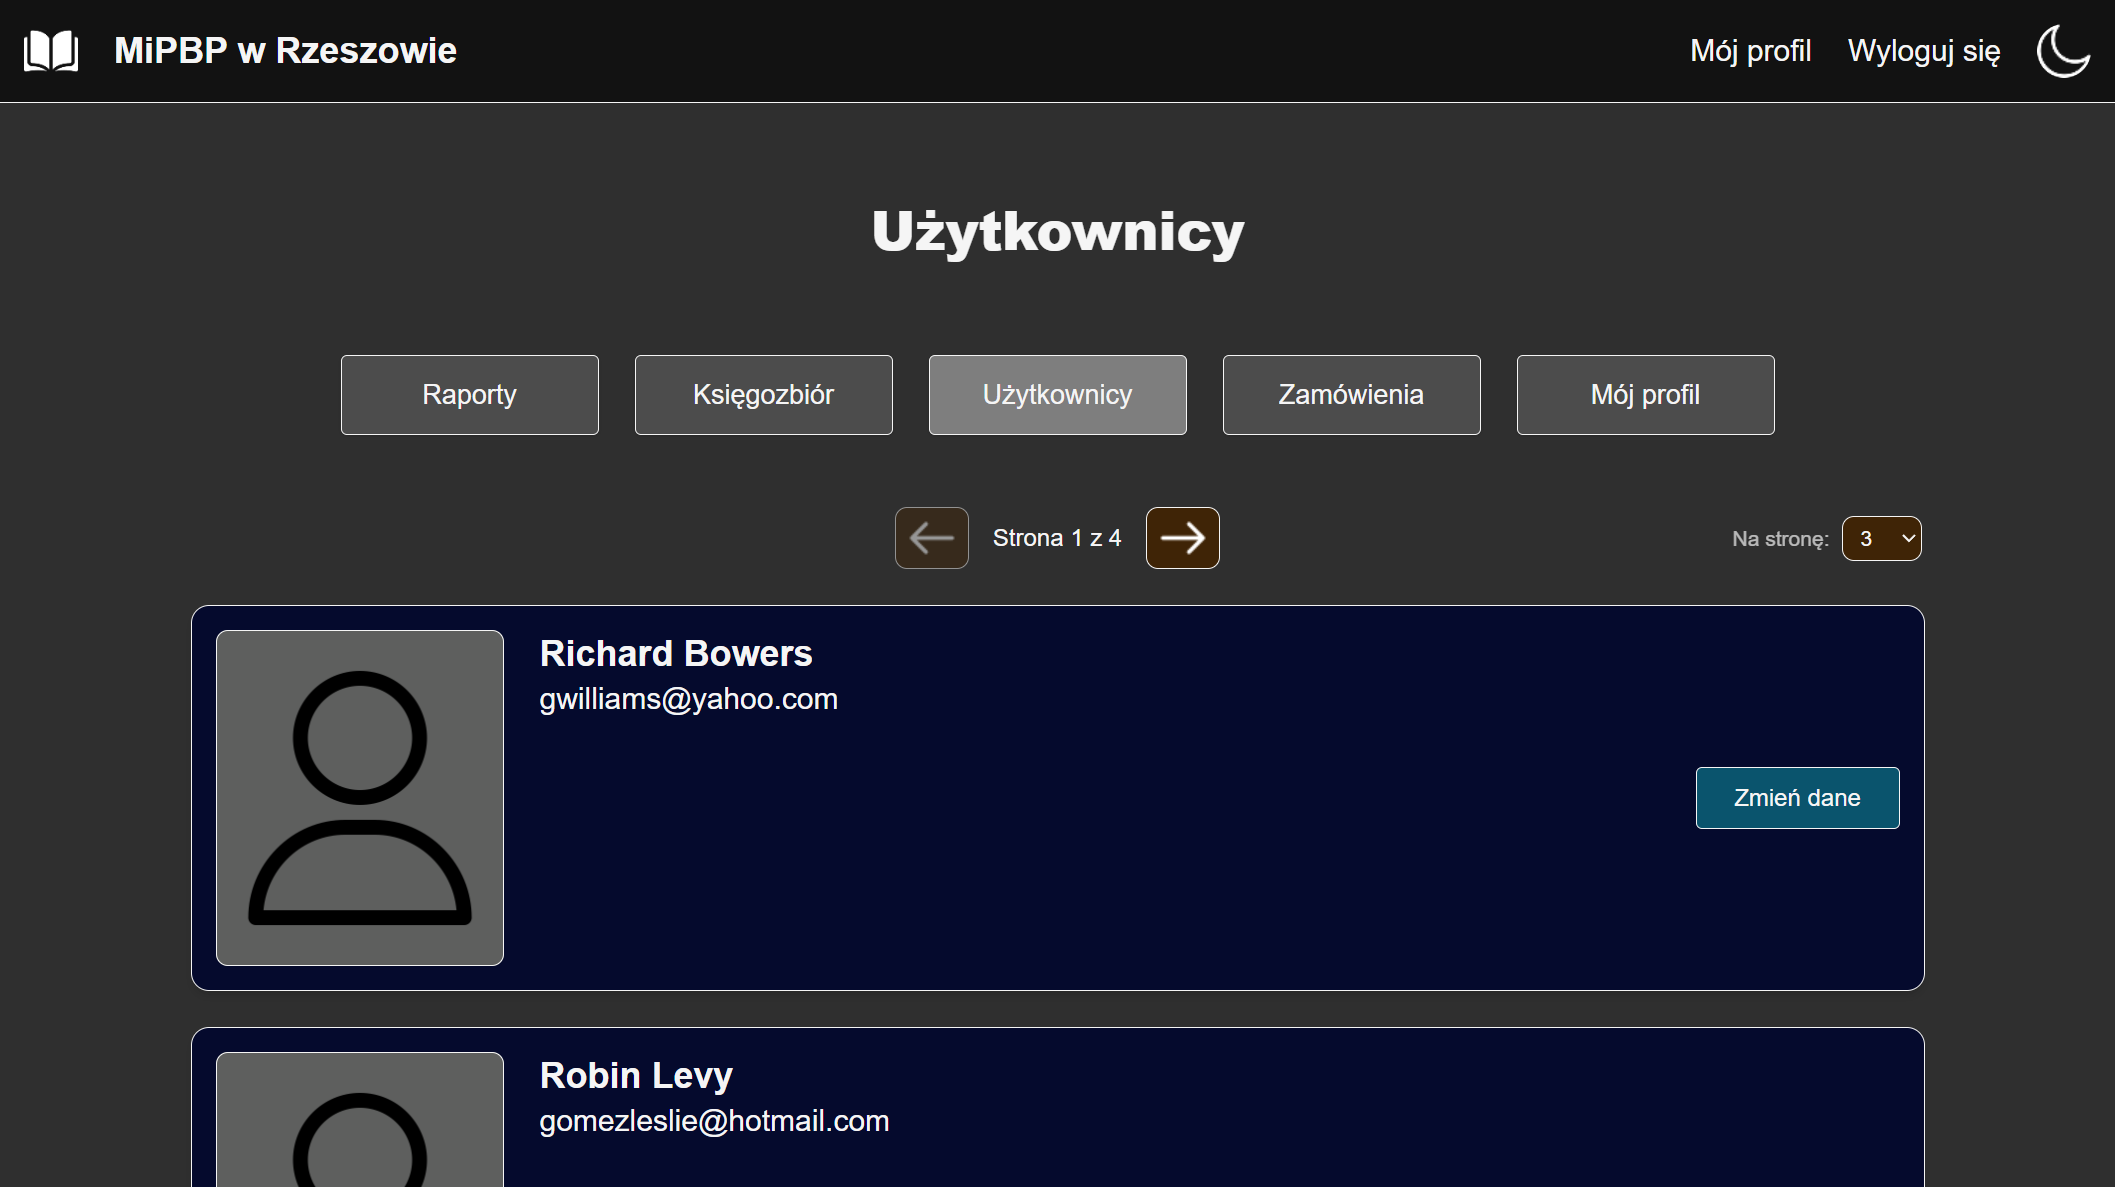 MiPBP w Rzeszowie
Mój profil
Wyloguj się
Użytkownicy
Raporty
Księgozbiór
Użytkownicy
Zamówienia
Mój profil
Strona 1 z 4
Na stronę:
3
Richard Bowers
gwilliams@yahoo.com
Zmień dane
Robin Levy
gomezleslie@hotmail.com